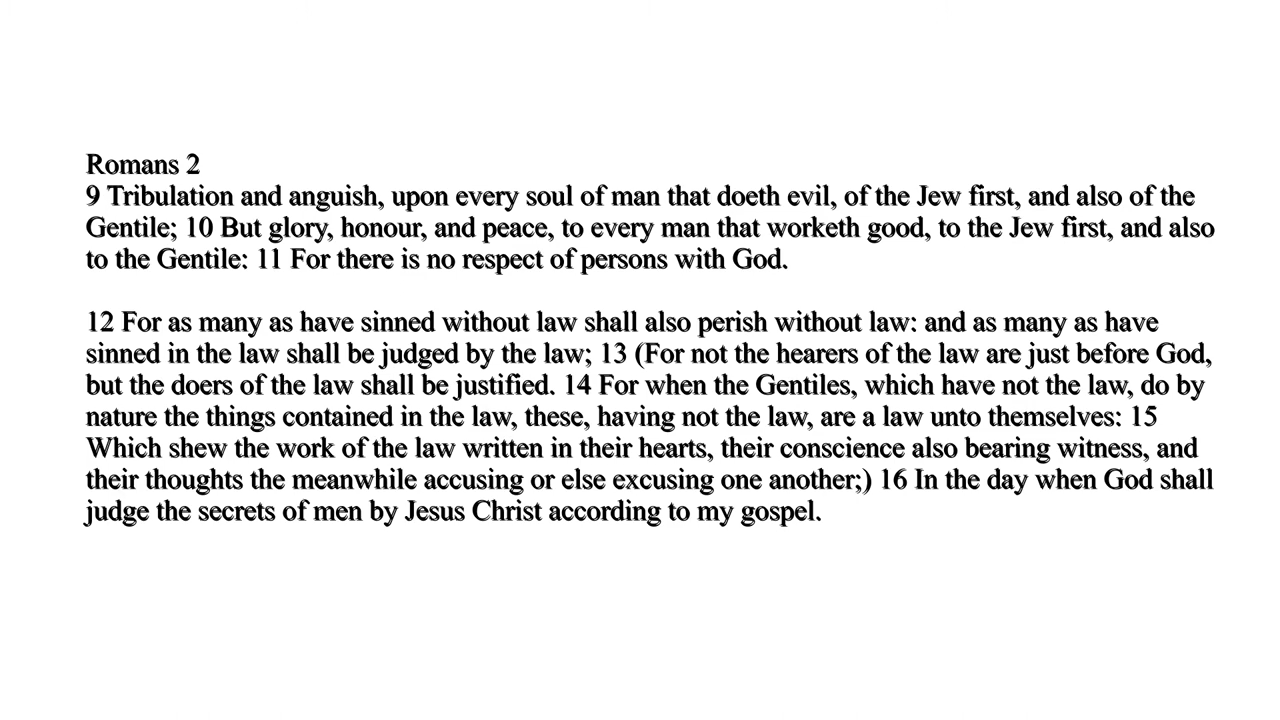 Romans 2
9 Tribulation and anguish, upon every soul of man that doeth evil, of the Jew first, and also of the
Gentile; 10 But glory, honour, and peace, to every man that worketh good, to the Jew first, and also
to the Gentile: 11 For there is no respect of persons with God.
12 For as many as have sinned without law shall also perish without law: and as many as have
sinned in the law shall be judged by the law; 13 (For not the hearers of the law are just before God,
but the doers of the law shall be justified. 14 For when the Gentiles, which have not the law, do by
nature the things contained in the law, these, having not the law, are a law unto themselves: 15
Which shew the work of the law written in their hearts, their conscience also bearing witness, and
their thoughts the meanwhile accusing or else excusing one another;) 16 In the day when God shall
judge the secrets of men by Jesus Christ according to my gospel.